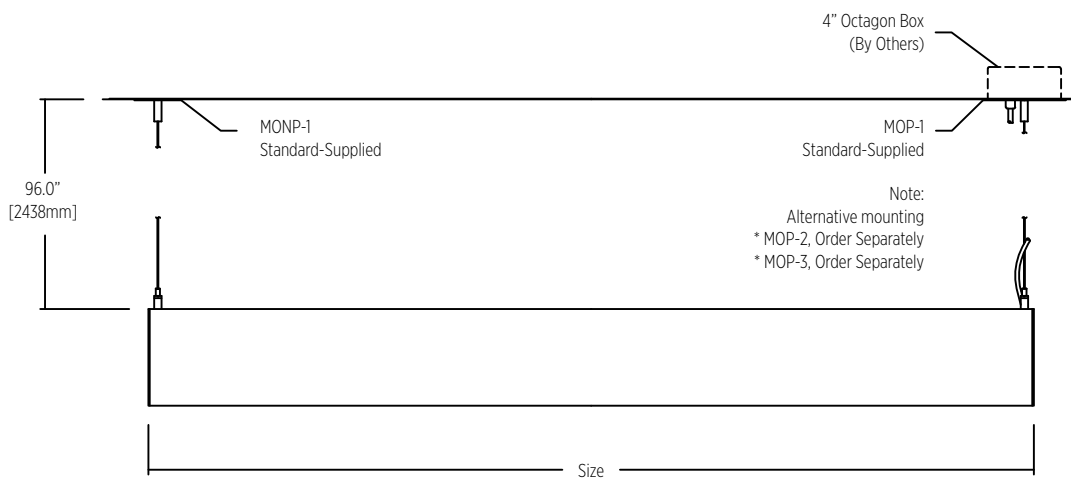 4” Octagon Box
(By Others)
MONP-1
Standard-Supplied
MOP-1
Standard-Supplied
96.0”
[2438mm]
Note:
Alternative mounting
* MOP-2, Order Separately
* MOP-3, Order Separately
Size